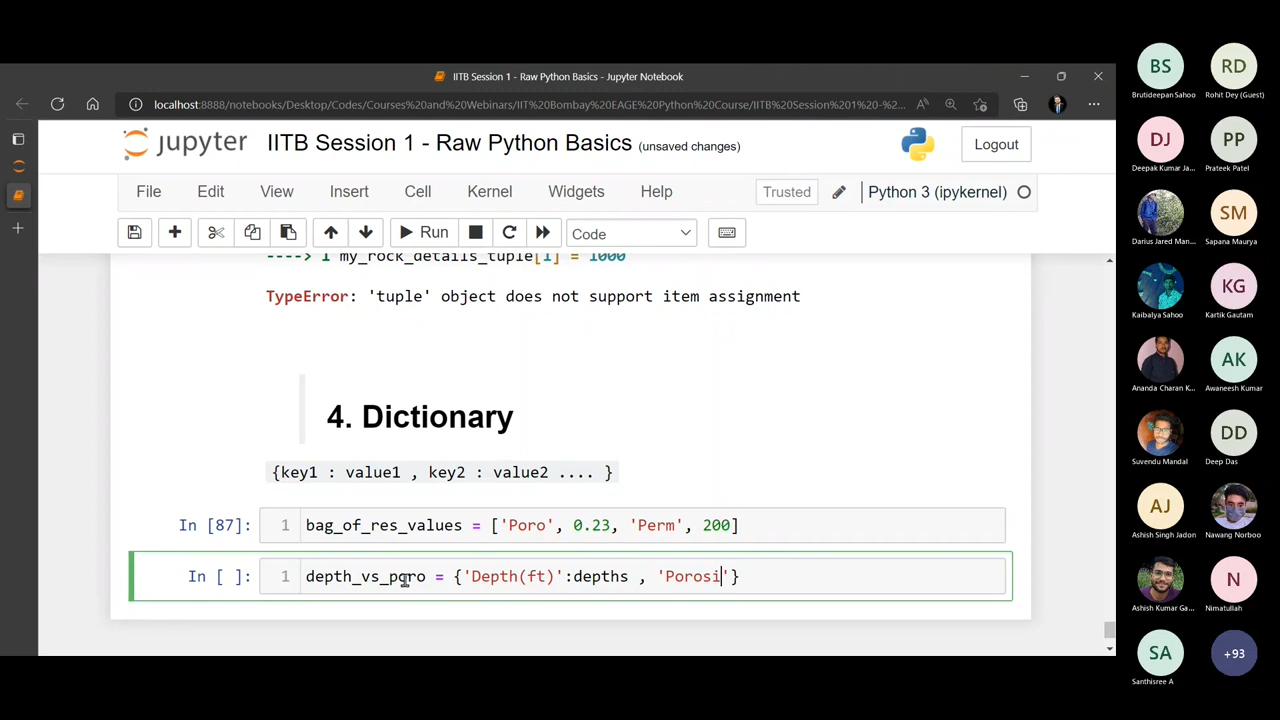 IITB Session 1 - Raw Python Basics - Jupyter Notebook
localhost:8888/notebooks/Desktop/Codes/Courses%20and%20Webinars/IIT%20Bombay%20EAGE%20Python%20Course/IITB%20Session%201%20-%2...
jupyter IITB Session 1 - Raw Python Basics (unsaved changes)
Logout
File Edit View Insert Cell Kernel Widgets Help Trusted Python 3 (ipykernel)
Run Code
----> 1 my_rock_details_tuple[1] = 1000
TypeError: 'tuple' object does not support item assignment
4. Dictionary
{key1 : value1 , key2 : value2 .... }
In [87]: 1 bag_of_res_values = ['Poro', 0.23, 'Perm', 200]
In [ ]: 1 depth_vs_poro = {'Depth(ft)':depths , 'Porosi'}
BS RD
Brutideepan Sahoo Rohit Dey (Guest)
DJ PP
Deepak Kumar Ja... Prateek Patel
SM
Darius Jared Man... Sapana Maurya
KG
Kaibalya Sahoo Kartik Gautam
AK
Ananda Charan K... Awaneesh Kumar
DD
Suvendu Mandal Deep Das
AJ
Ashish Singh Jadon Nawang Norboo
N
Ashish Kumar Ga... Nimatullah
SA +93
Santhisree A